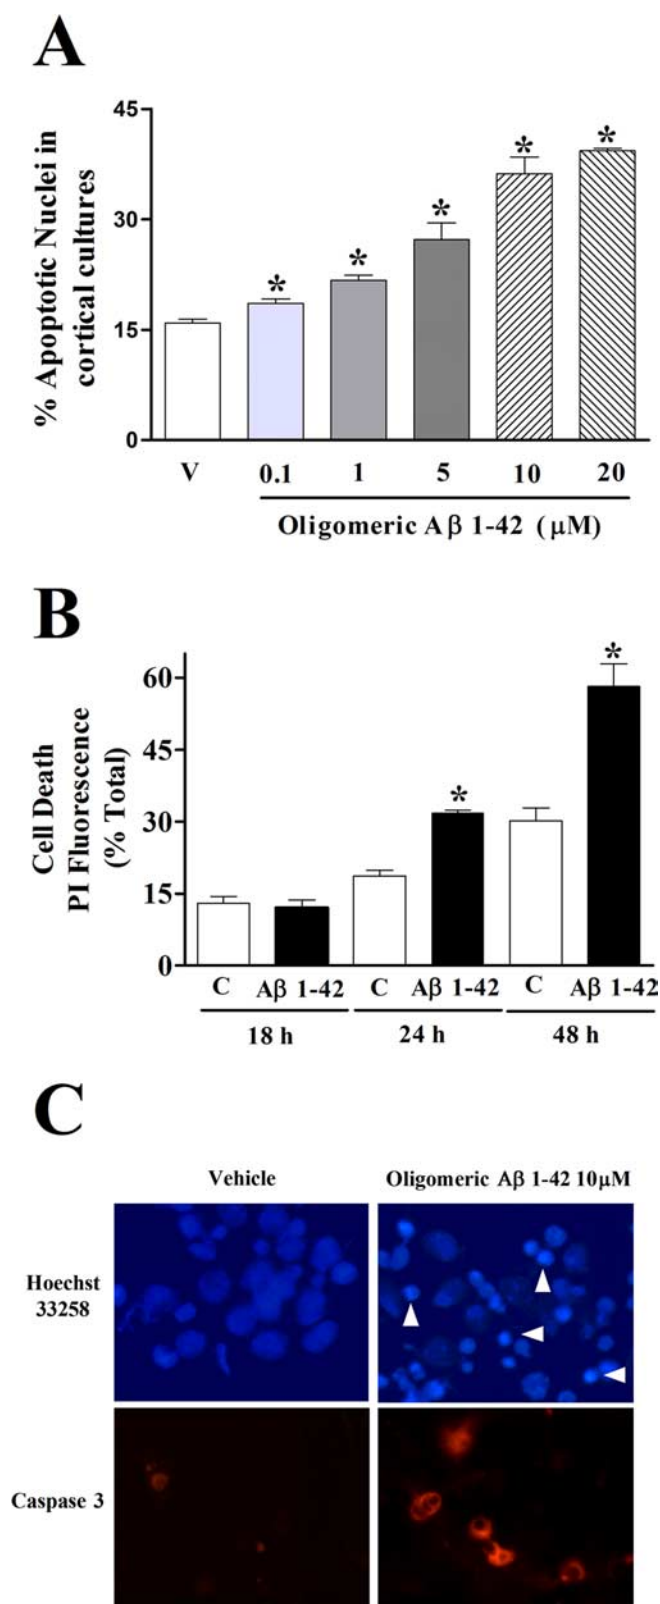 A
% Apoptotic Nuclei in
cortical cultures
45
30
15
0
* * * * *
V 0.1 1 5 10 20
Oligomeric Aβ 1-42 (μM)
B
Cell Death
PI Fluorescence
(% Total)
60
45
30
15
0
* *
C Aβ 1-42 C Aβ 1-42 C Aβ 1-42
18 h 24 h 48 h
C
Vehicle Oligomeric Aβ 1-42 10μM
Hoechst
33258
Caspase 3